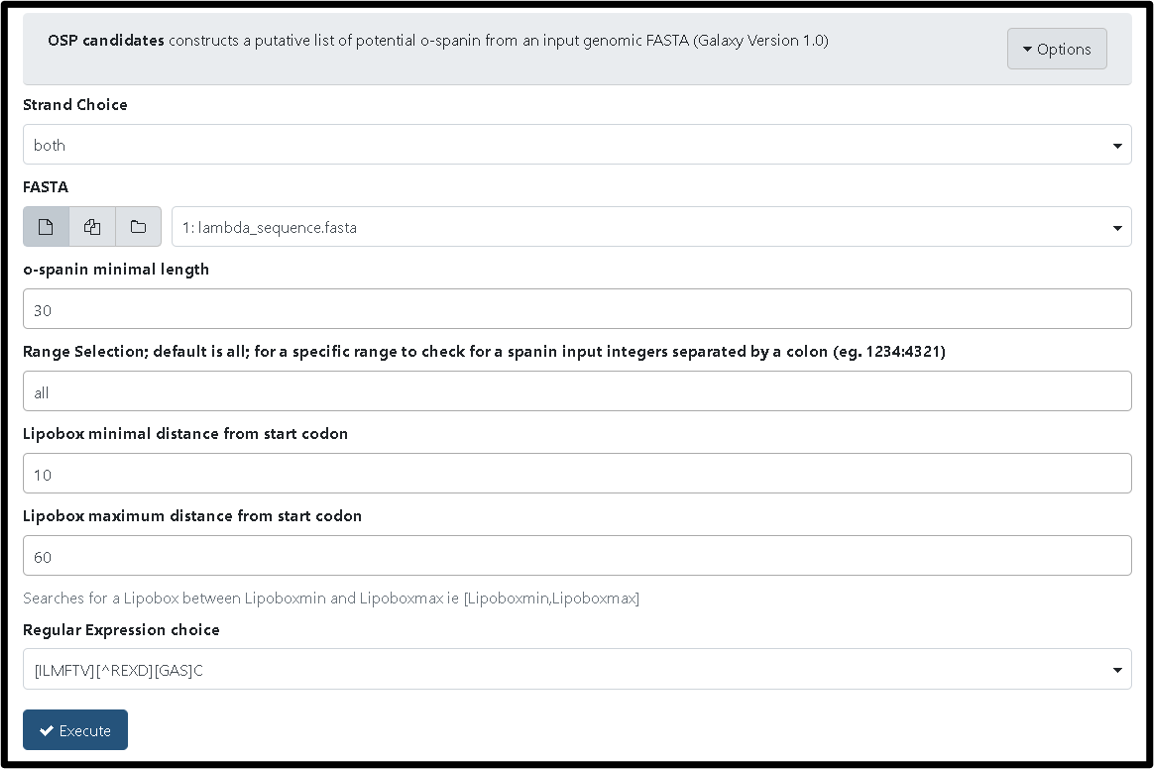 OSP candidates constructs a putative list of potential o-spanin from an input genomic FASTA (Galaxy Version 1.0)
Options
Strand Choice
both
FASTA
1: lambda_sequence.fasta
o-spanin minimal length
30
Range Selection; default is all; for a specific range to check for a spanin input integers separated by a colon (eg. 1234:4321)
all
Lipobox minimal distance from start codon
10
Lipobox maximum distance from start codon
60
Searches for a Lipobox between Lipoboxmin and Lipoboxmax ie [Lipoboxmin,Lipoboxmax]
Regular Expression choice
[ILMFTV][^REXD][GAS]C
Execute